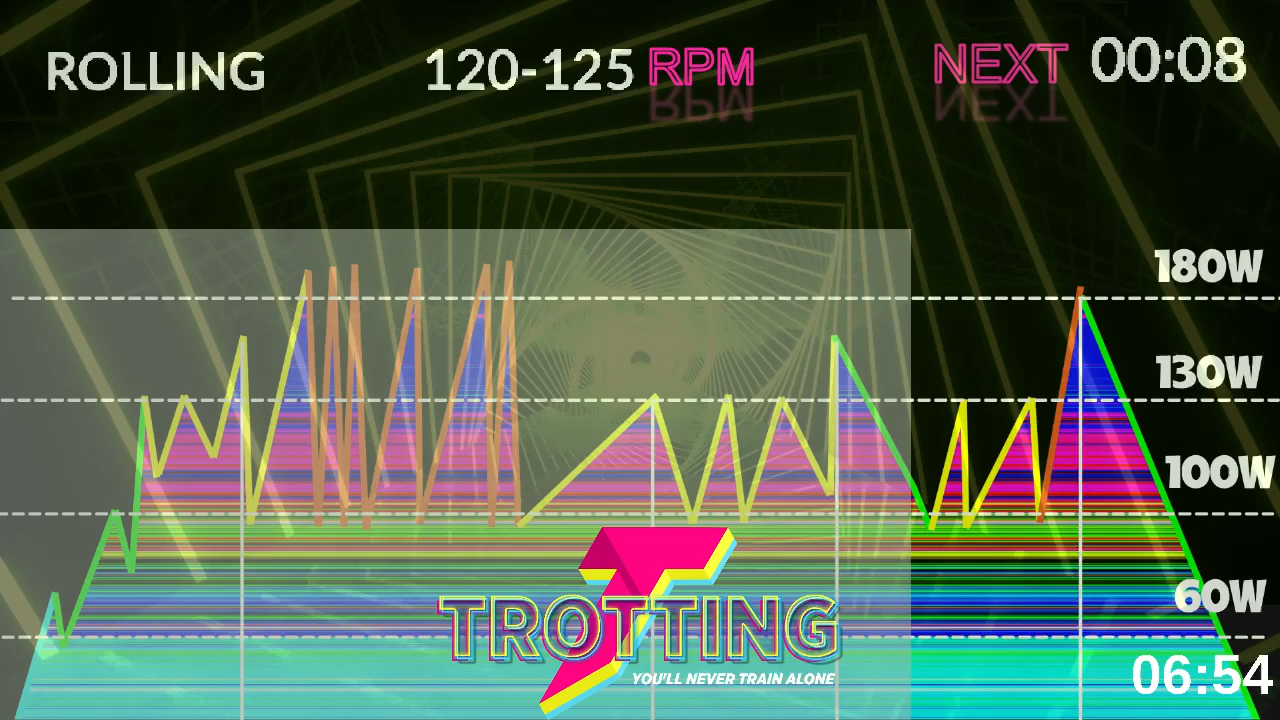 ROLLING
120-125 RPM
NEXT 00:08
180W
130W
100W
60W
TROTTING
YOU'LL NEVER TRAIN ALONE
06:54